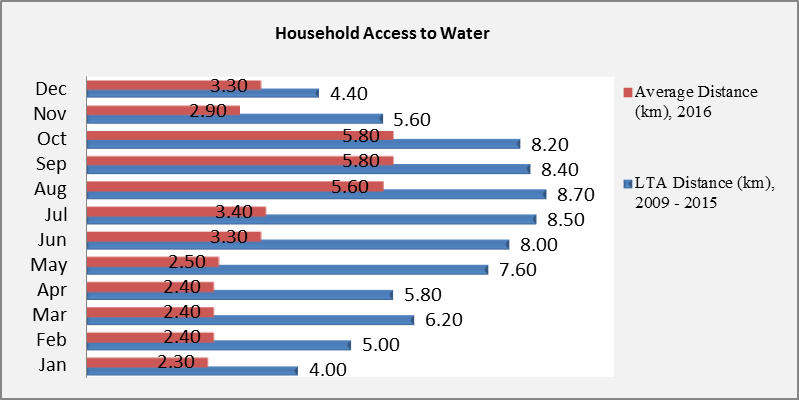 Household Access to Water
Dec 3.30 4.40
Nov 2.90 5.60
Oct 5.80 8.20
Sep 5.80 8.40
Aug 5.60 8.70
Jul 3.40 8.50
Jun 3.30 8.00
May 2.50 7.60
Apr 2.40 5.80
Mar 2.40 6.20
Feb 2.40 5.00
Jan 2.30 4.00
Average Distance
(km), 2016
LTA Distance (km),
2009 - 2015